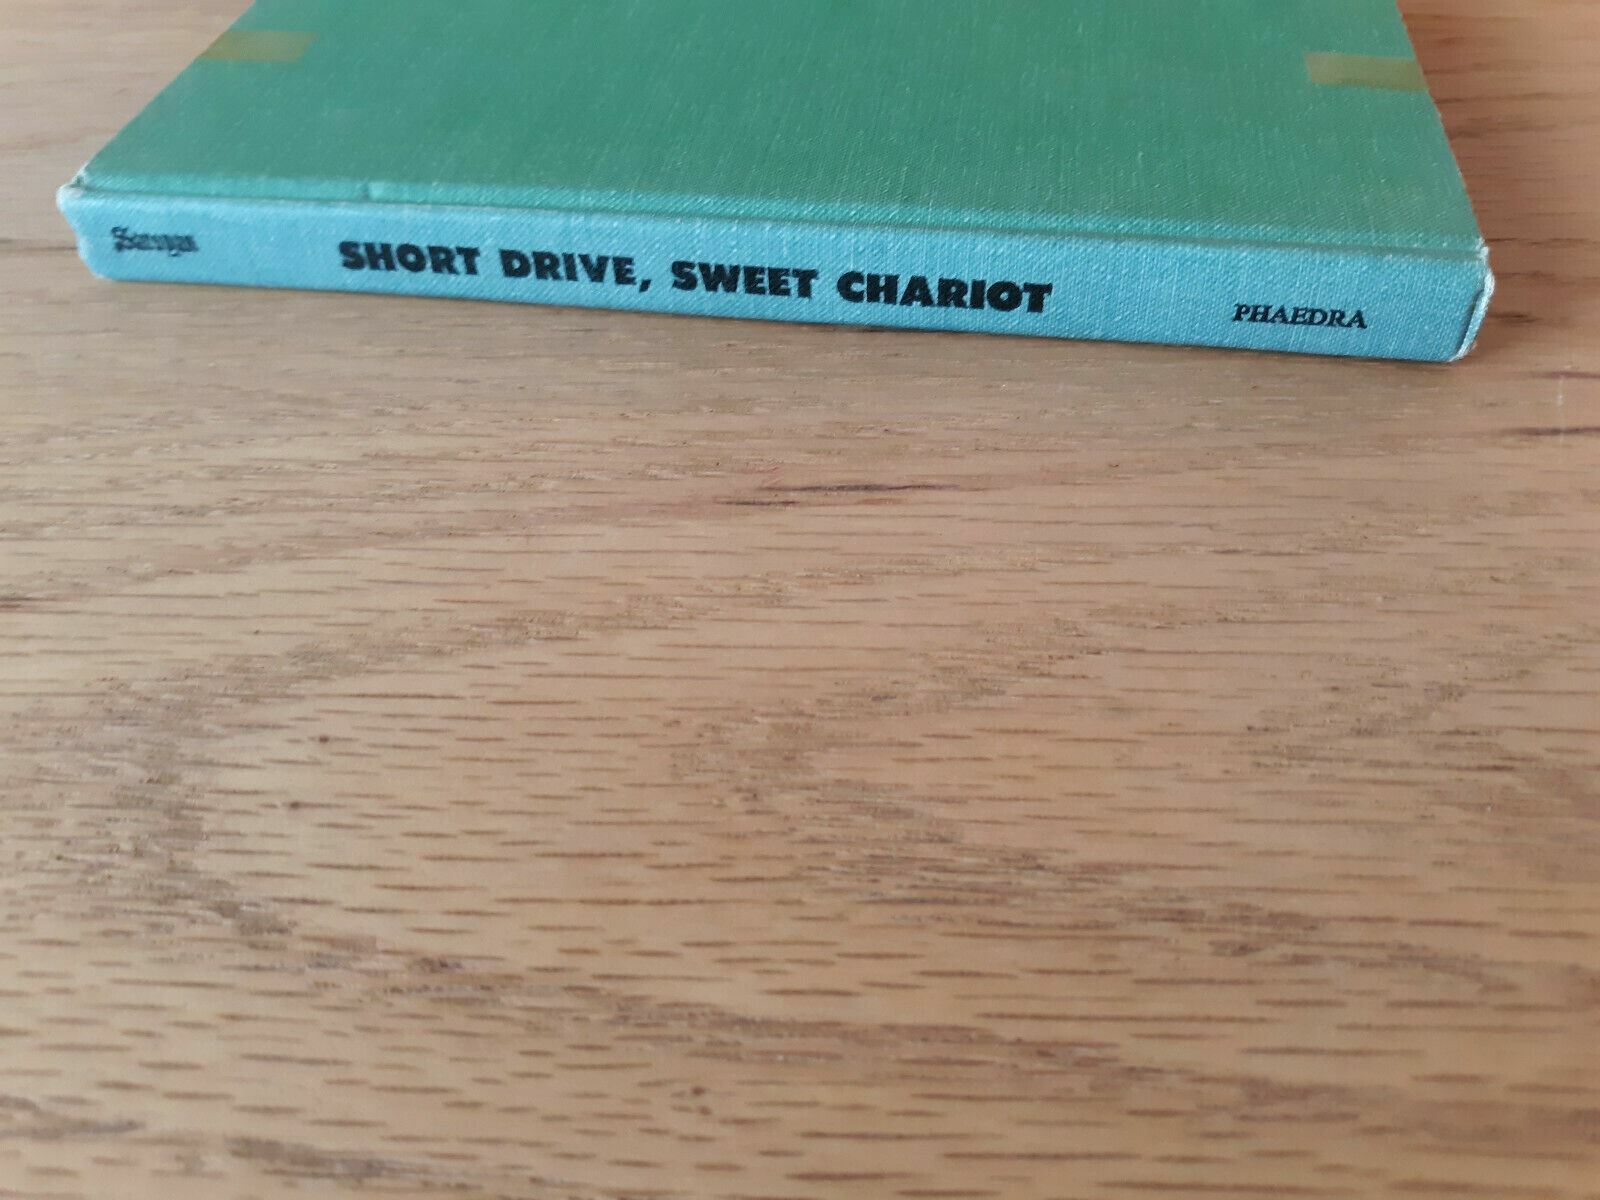 Saroyan
SHORT DRIVE, SWEET CHARIOT
PHAEDRA